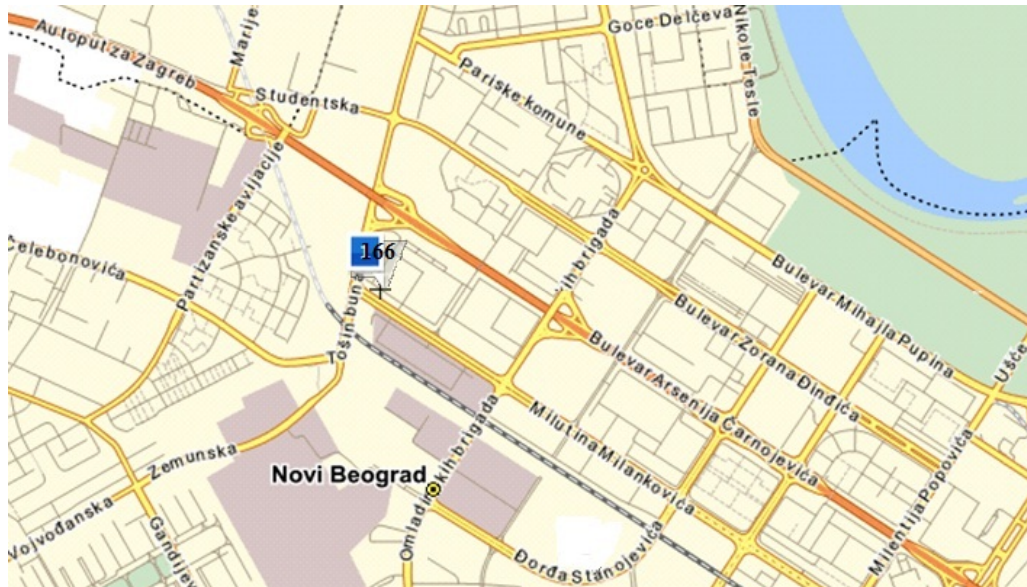 Autoput za Zagreb
Marije
Goce Delčeva
Nikole Tesle
Studentska
Pariske komune
Partizanske avijacije
166
Čelebonovića
Tošin bunar
kih brigada
Bulevar Mihajla Pupina
Bulevar Zorana Đinđića
Ušće
Bulevar Arsenija Čarnojevića
Milutina Milankovića
Omladinskih brigada
Zemunska
Novi Beograd
Milentija Popovića
Vojvođanska
Gandijev
Đorđa Stanojevića